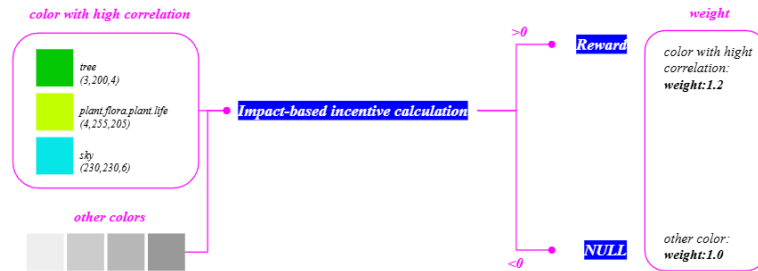 color with high correlation
tree
(3,200,4)
plant,flora,plant.life
(4,255,205)
sky
(230,230,6)
other colors
Impact-based incentive calculation
>0
Reward
<0
NULL
weight
color with hight
correlation:
weight:1.2
other color:
weight:1.0